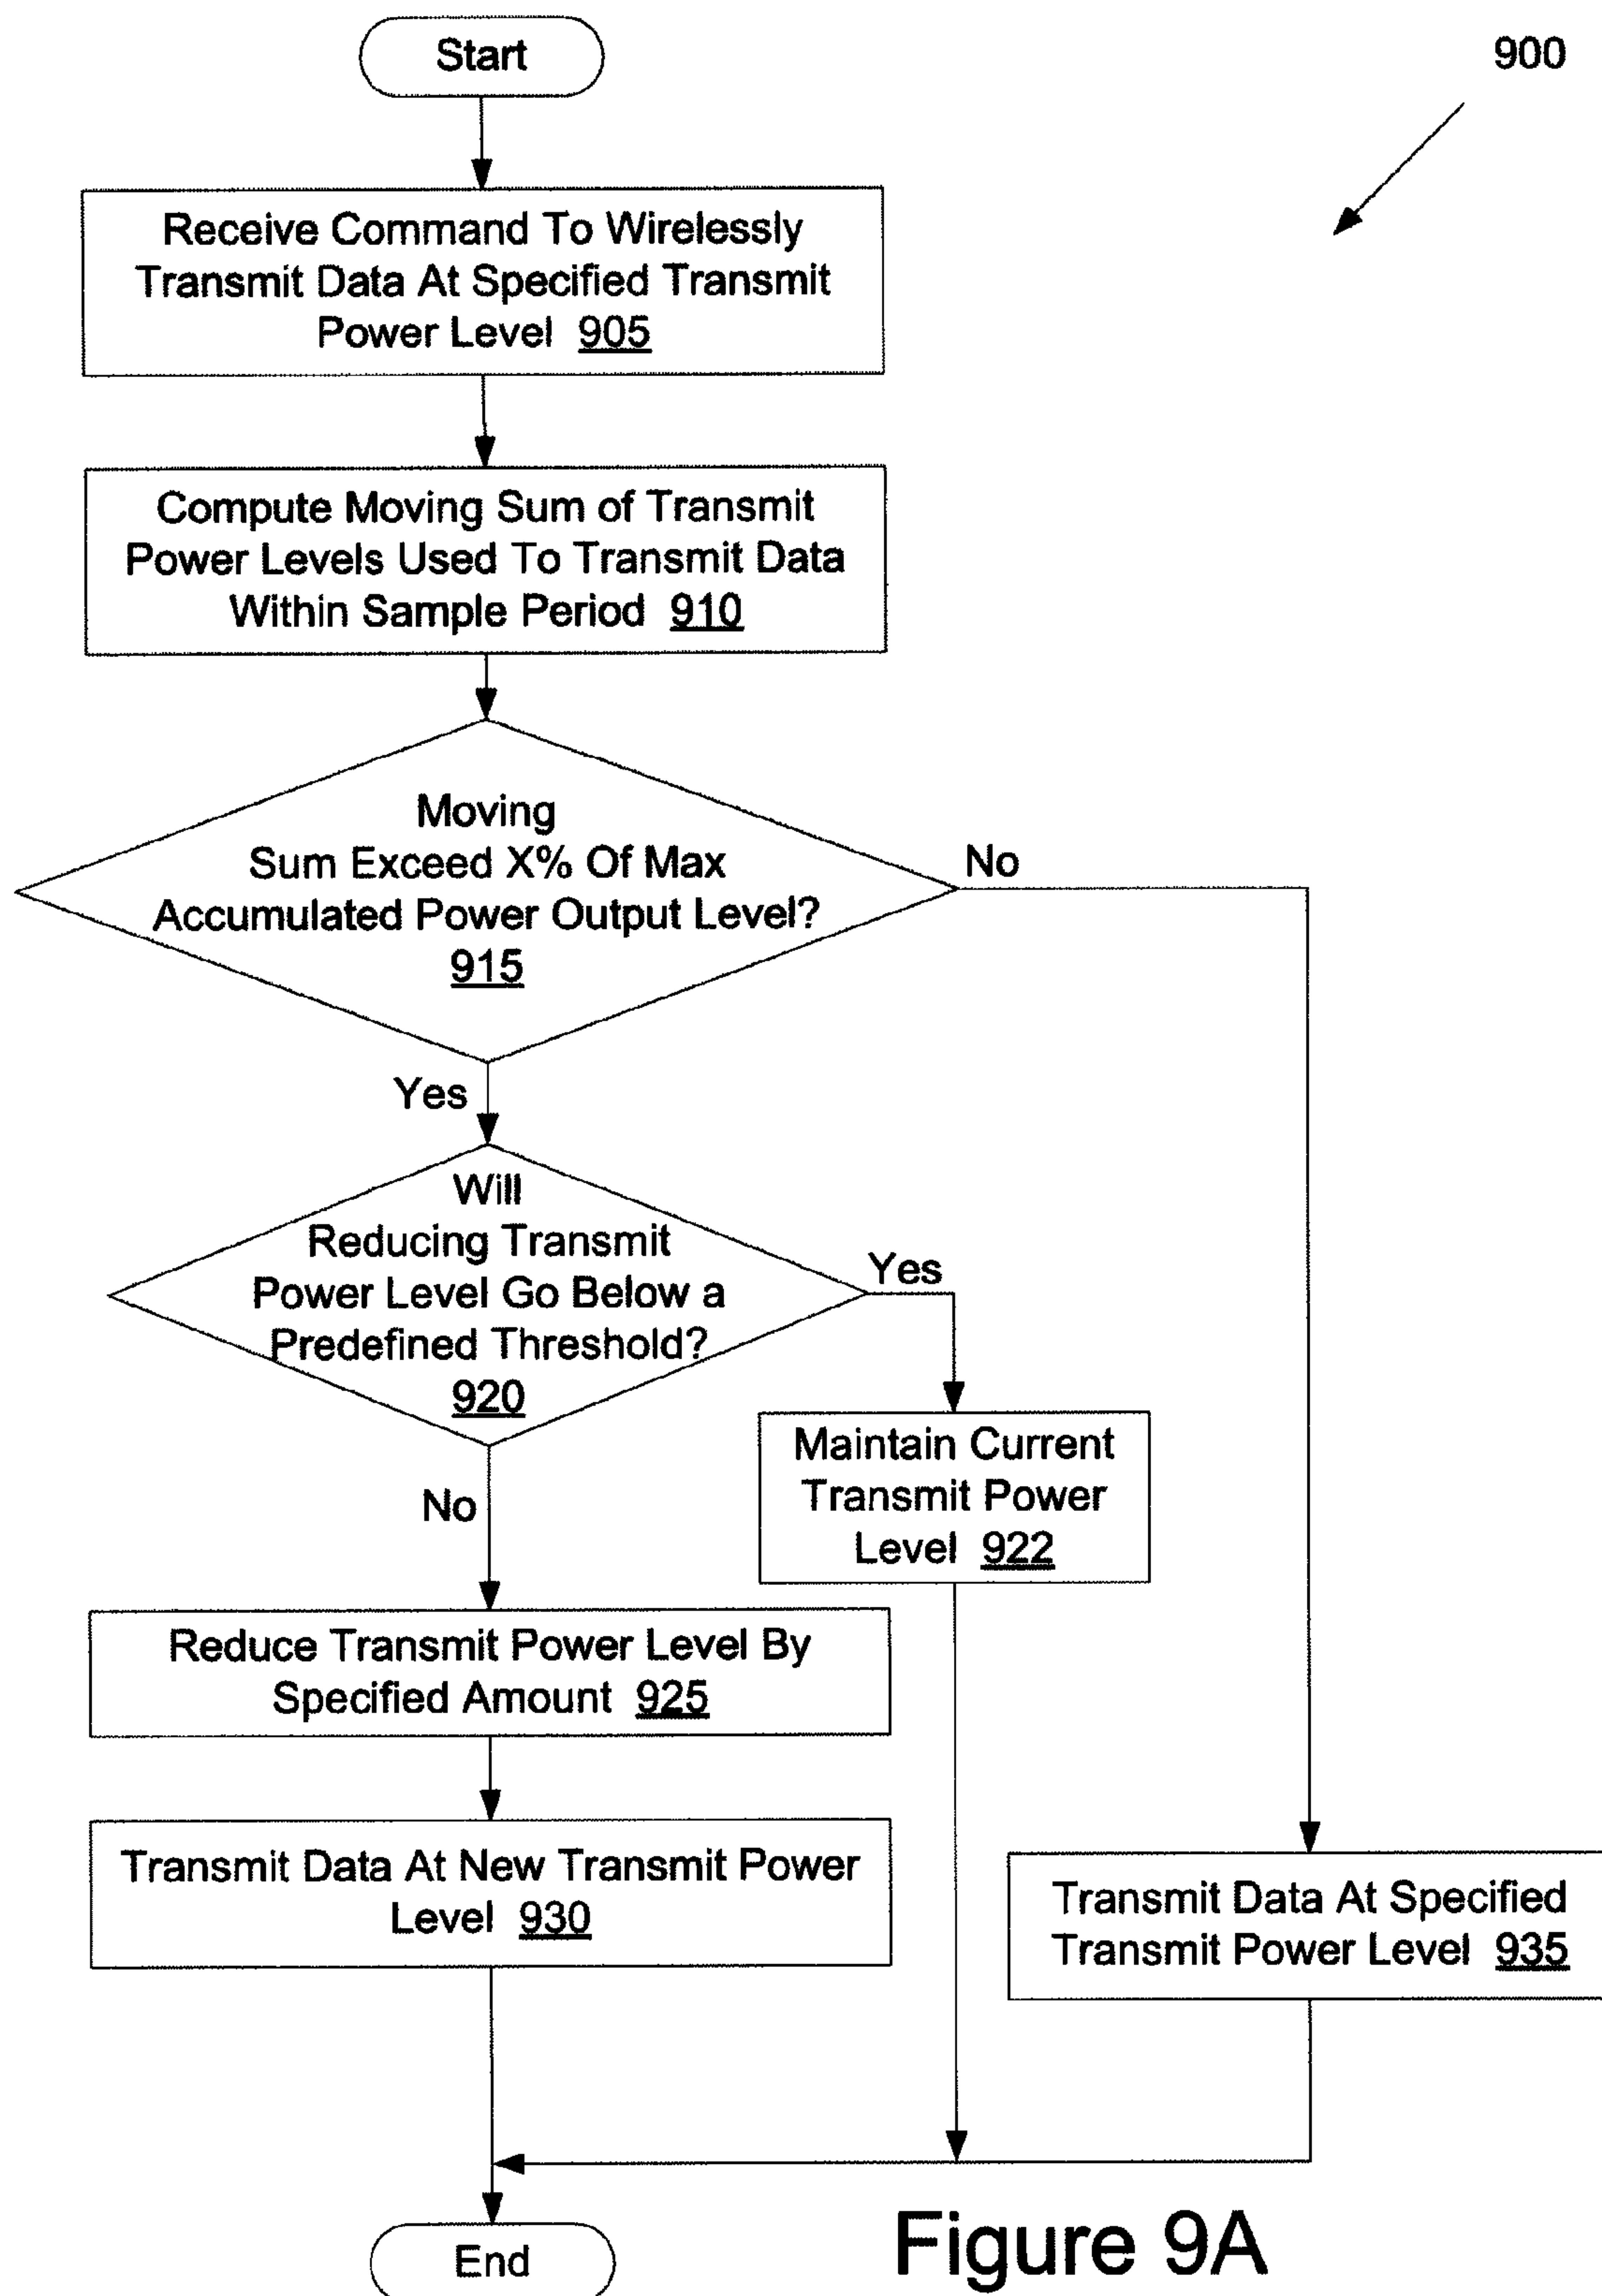 Start
900
Receive Command To Wirelessly
Transmit Data At Specified Transmit
Power Level 905
Compute Moving Sum of Transmit
Power Levels Used To Transmit Data
Within Sample Period 910
Moving
Sum Exceed X% Of Max
Accumulated Power Output Level?
915
No
Yes
Will
Reducing Transmit
Power Level Go Below a
Predefined Threshold?
920
Yes
No
Maintain Current
Transmit Power
Level 922
Reduce Transmit Power Level By
Specified Amount 925
Transmit Data At New Transmit Power
Level 930
Transmit Data At Specified
Transmit Power Level 935
End
Figure 9A